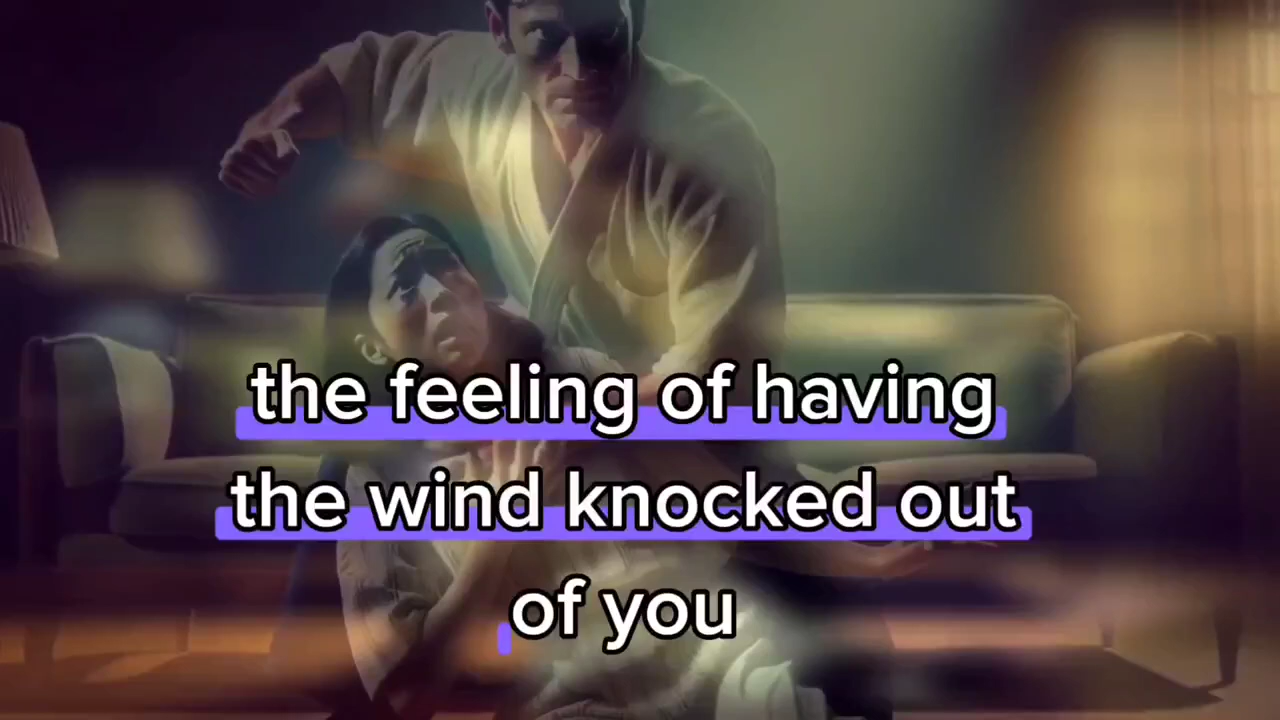 the feeling of having
the wind knocked out
of you